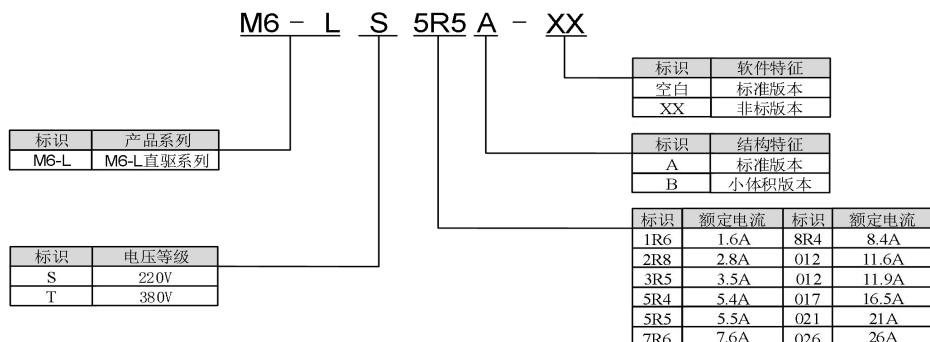 M6 - L S 5R5 A - XX
标识 软件特征
空白 标准版本
XX 非标版本
标识 产品系列
M6-L M6-L直驱系列
标识 结构特征
A 标准版本
B 小体积版本
标识 电压等级
S 220V
T 380V
标识 额定电流 标识 额定电流
1R6 1.6A 8R4 8.4A
2R8 2.8A 012 11.6A
3R5 3.5A 012 11.9A
5R4 5.4A 017 16.5A
5R5 5.5A 021 21A
7R6 7.6A 026 26A